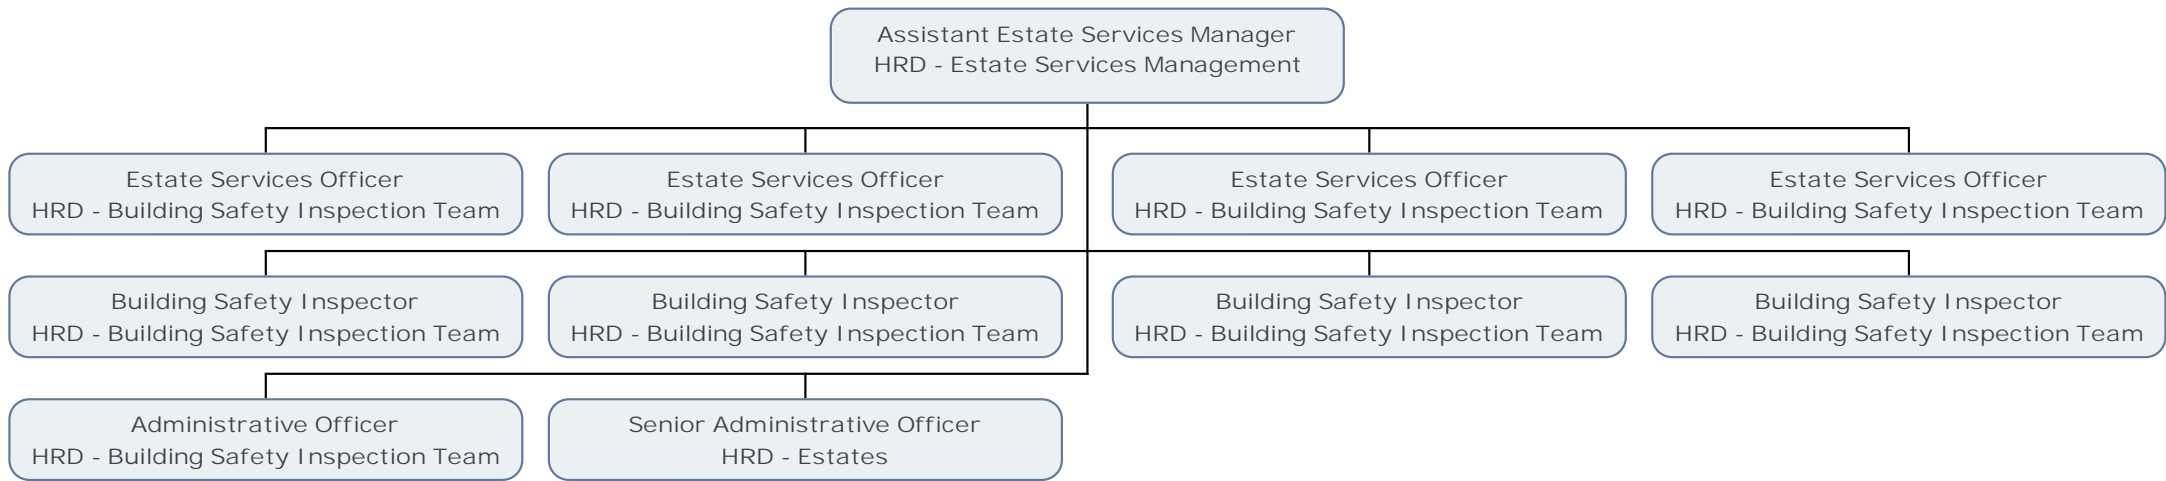 Assistant Estate Services Manager
HRD - Estate Services Management
Estate Services Officer
HRD - Building Safety Inspection Team
Estate Services Officer
HRD - Building Safety Inspection Team
Estate Services Officer
HRD - Building Safety Inspection Team
Estate Services Officer
HRD - Building Safety Inspection Team
Building Safety Inspector
HRD - Building Safety Inspection Team
Building Safety Inspector
HRD - Building Safety Inspection Team
Building Safety Inspector
HRD - Building Safety Inspection Team
Building Safety Inspector
HRD - Building Safety Inspection Team
Administrative Officer
HRD - Building Safety Inspection Team
Senior Administrative Officer
HRD - Estates